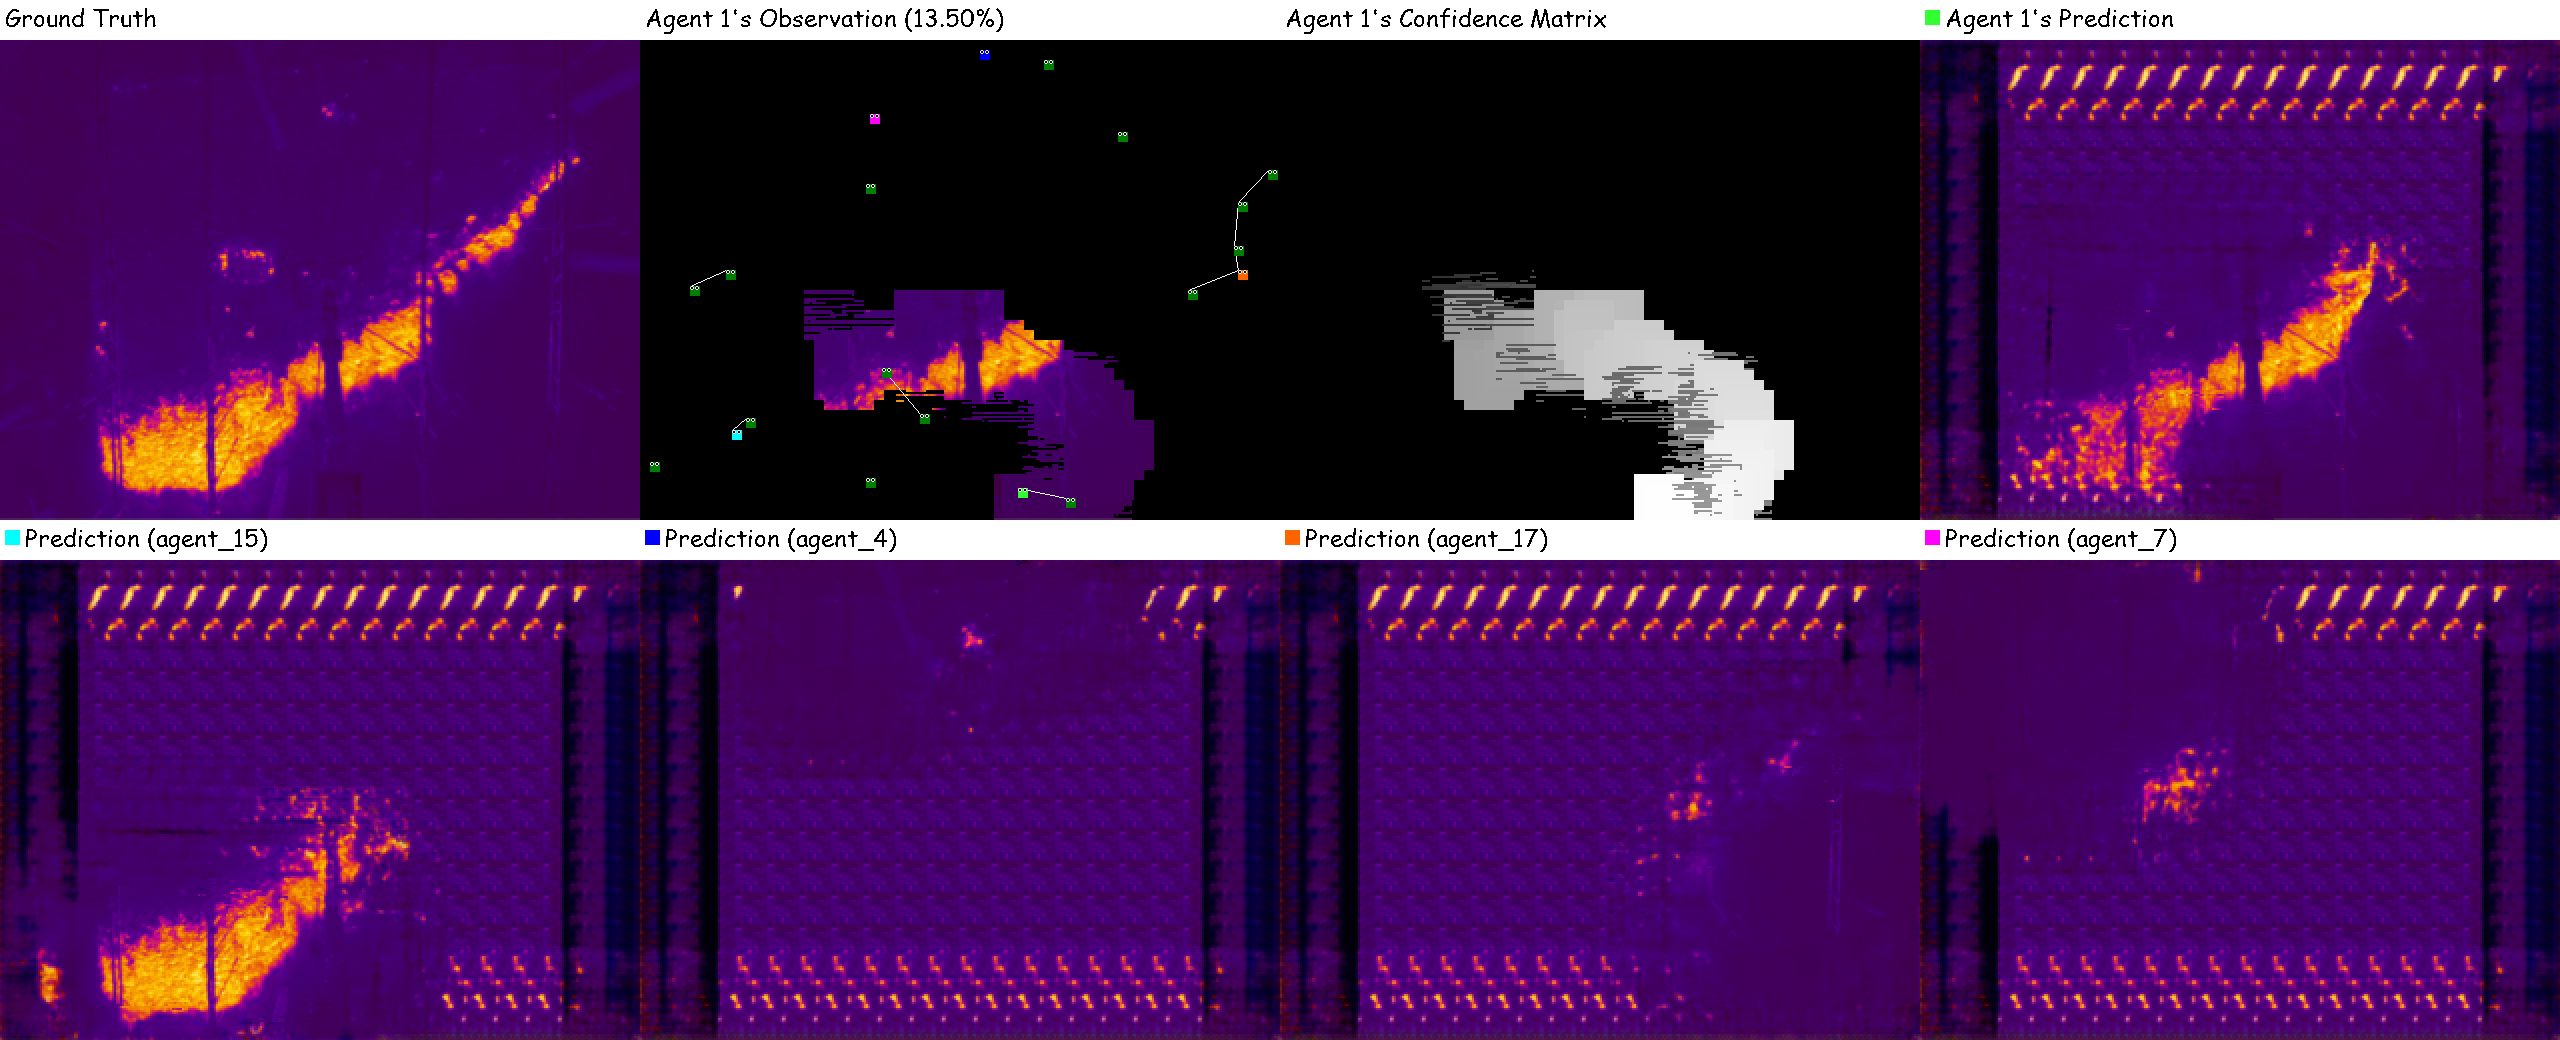 Ground Truth
Agent 1's Observation (13.50%)
Agent 1's Confidence Matrix
Agent 1's Prediction
Prediction (agent_15)
Prediction (agent_4)
Prediction (agent_17)
Prediction (agent_7)